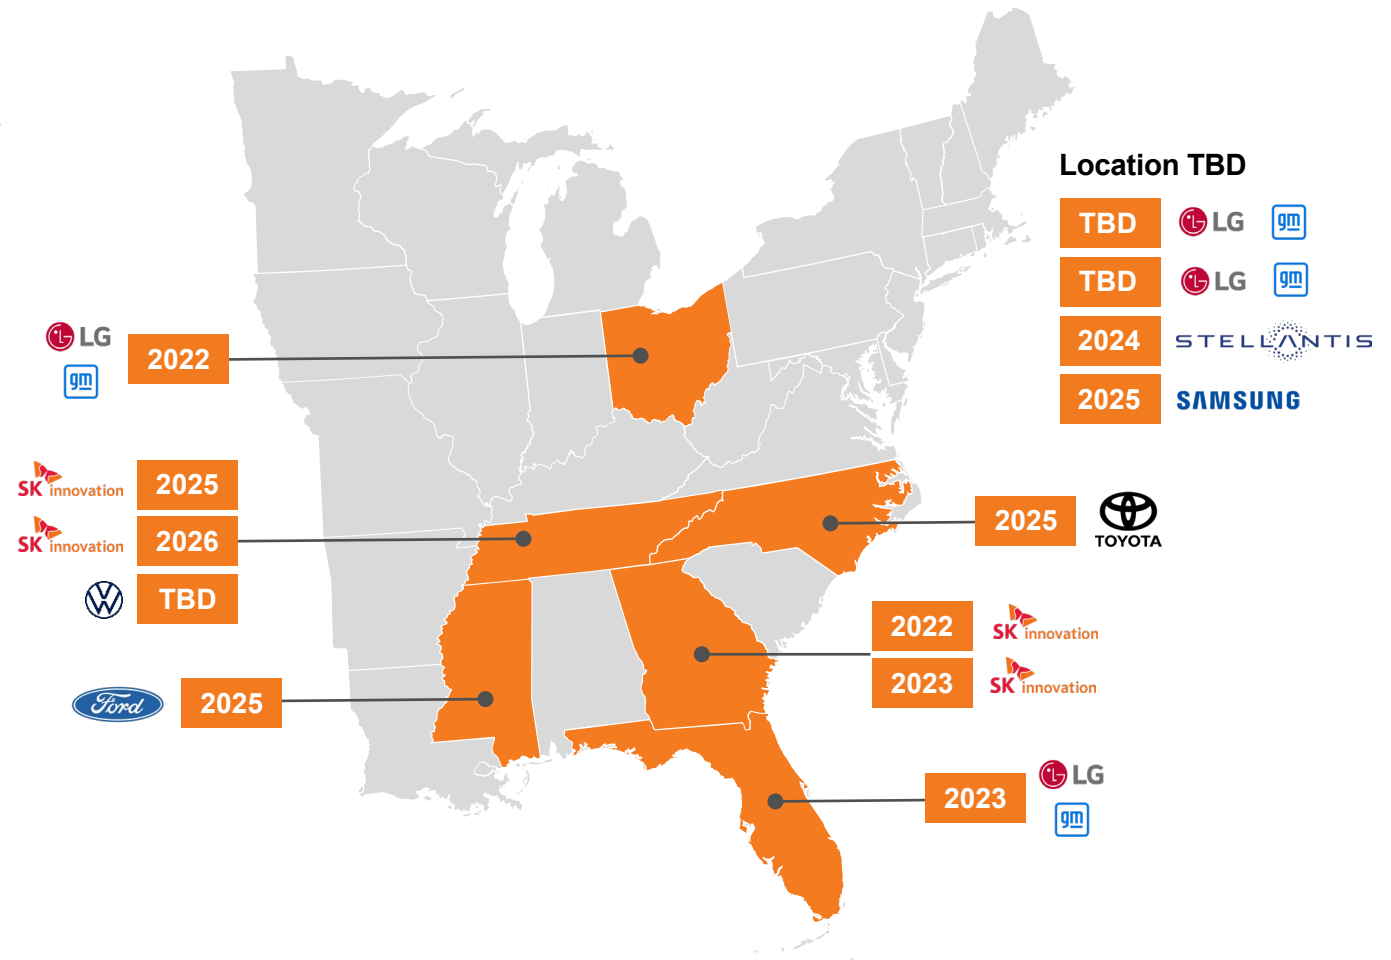 Location TBD
TBD LG gm
TBD LG gm
2024 STELLANTIS
2025 SAMSUNG
LG
gm
2022
SK innovation 2025
SK innovation 2026
VW TBD
Ford 2025
2025 TOYOTA
2022 SK innovation
2023 SK innovation
2023 LG
gm